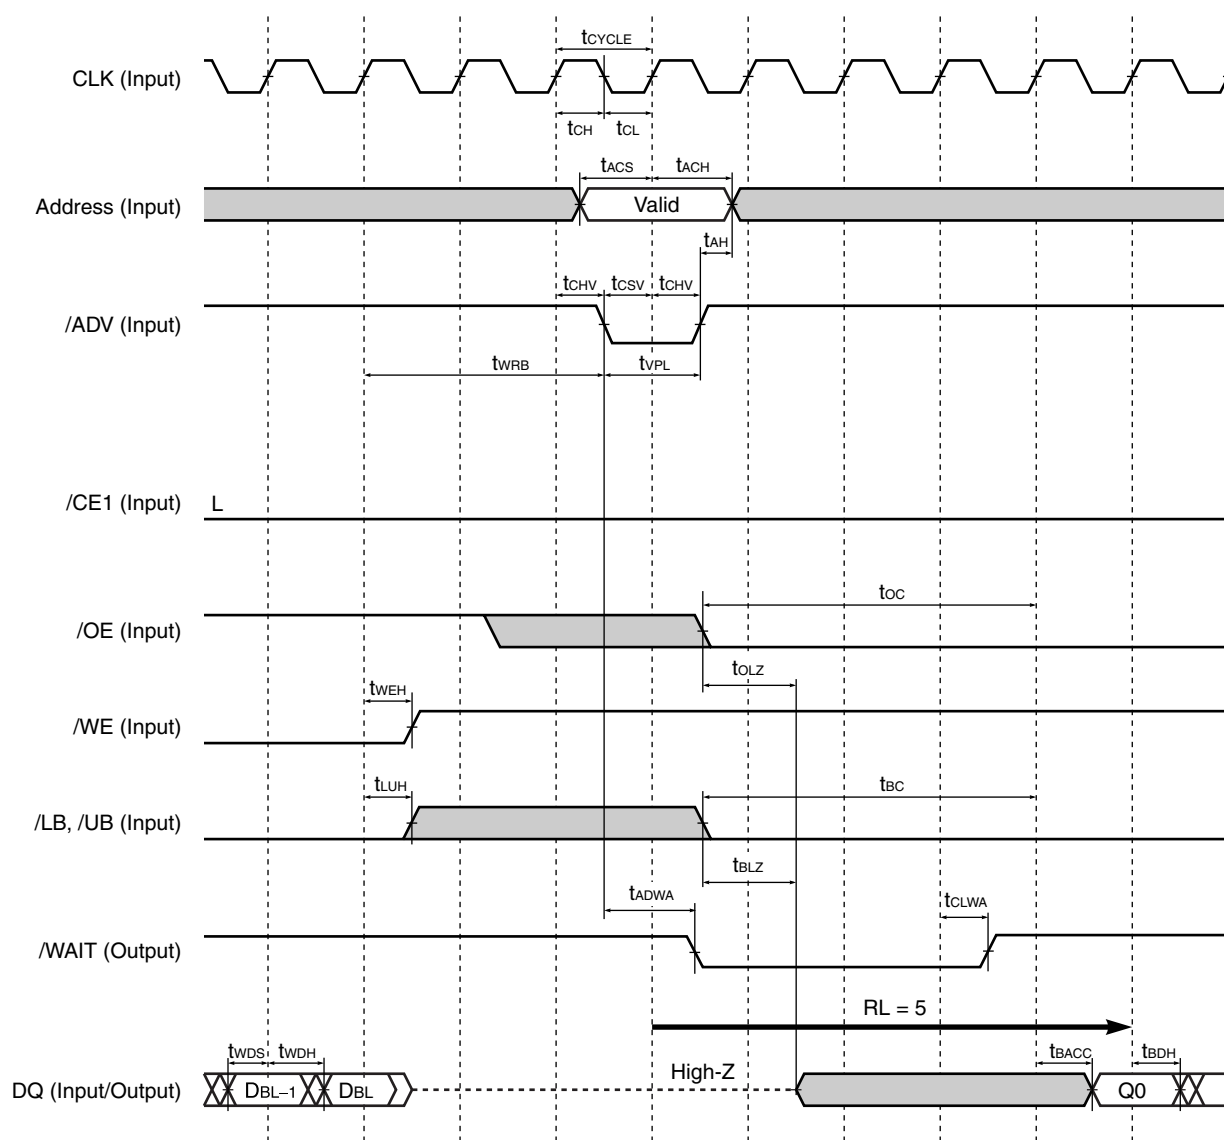 tCYCLE
CLK (Input)
tCH tCL
tACS tACH
Address (Input) Valid
tAH
tCHV tCSV tCHV
/ADV (Input)
tWRB tVPL
/CE1 (Input) L
tOC
/OE (Input)
tOLZ
tWEH
/WE (Input)
tLUH tBC
/LB, /UB (Input)
tBLZ
tADWA tCLWA
/WAIT (Output)
RL = 5
tWDS tWDH High-Z tBACC tBDH
DQ (Input/Output) DBL–1 DBL Q0